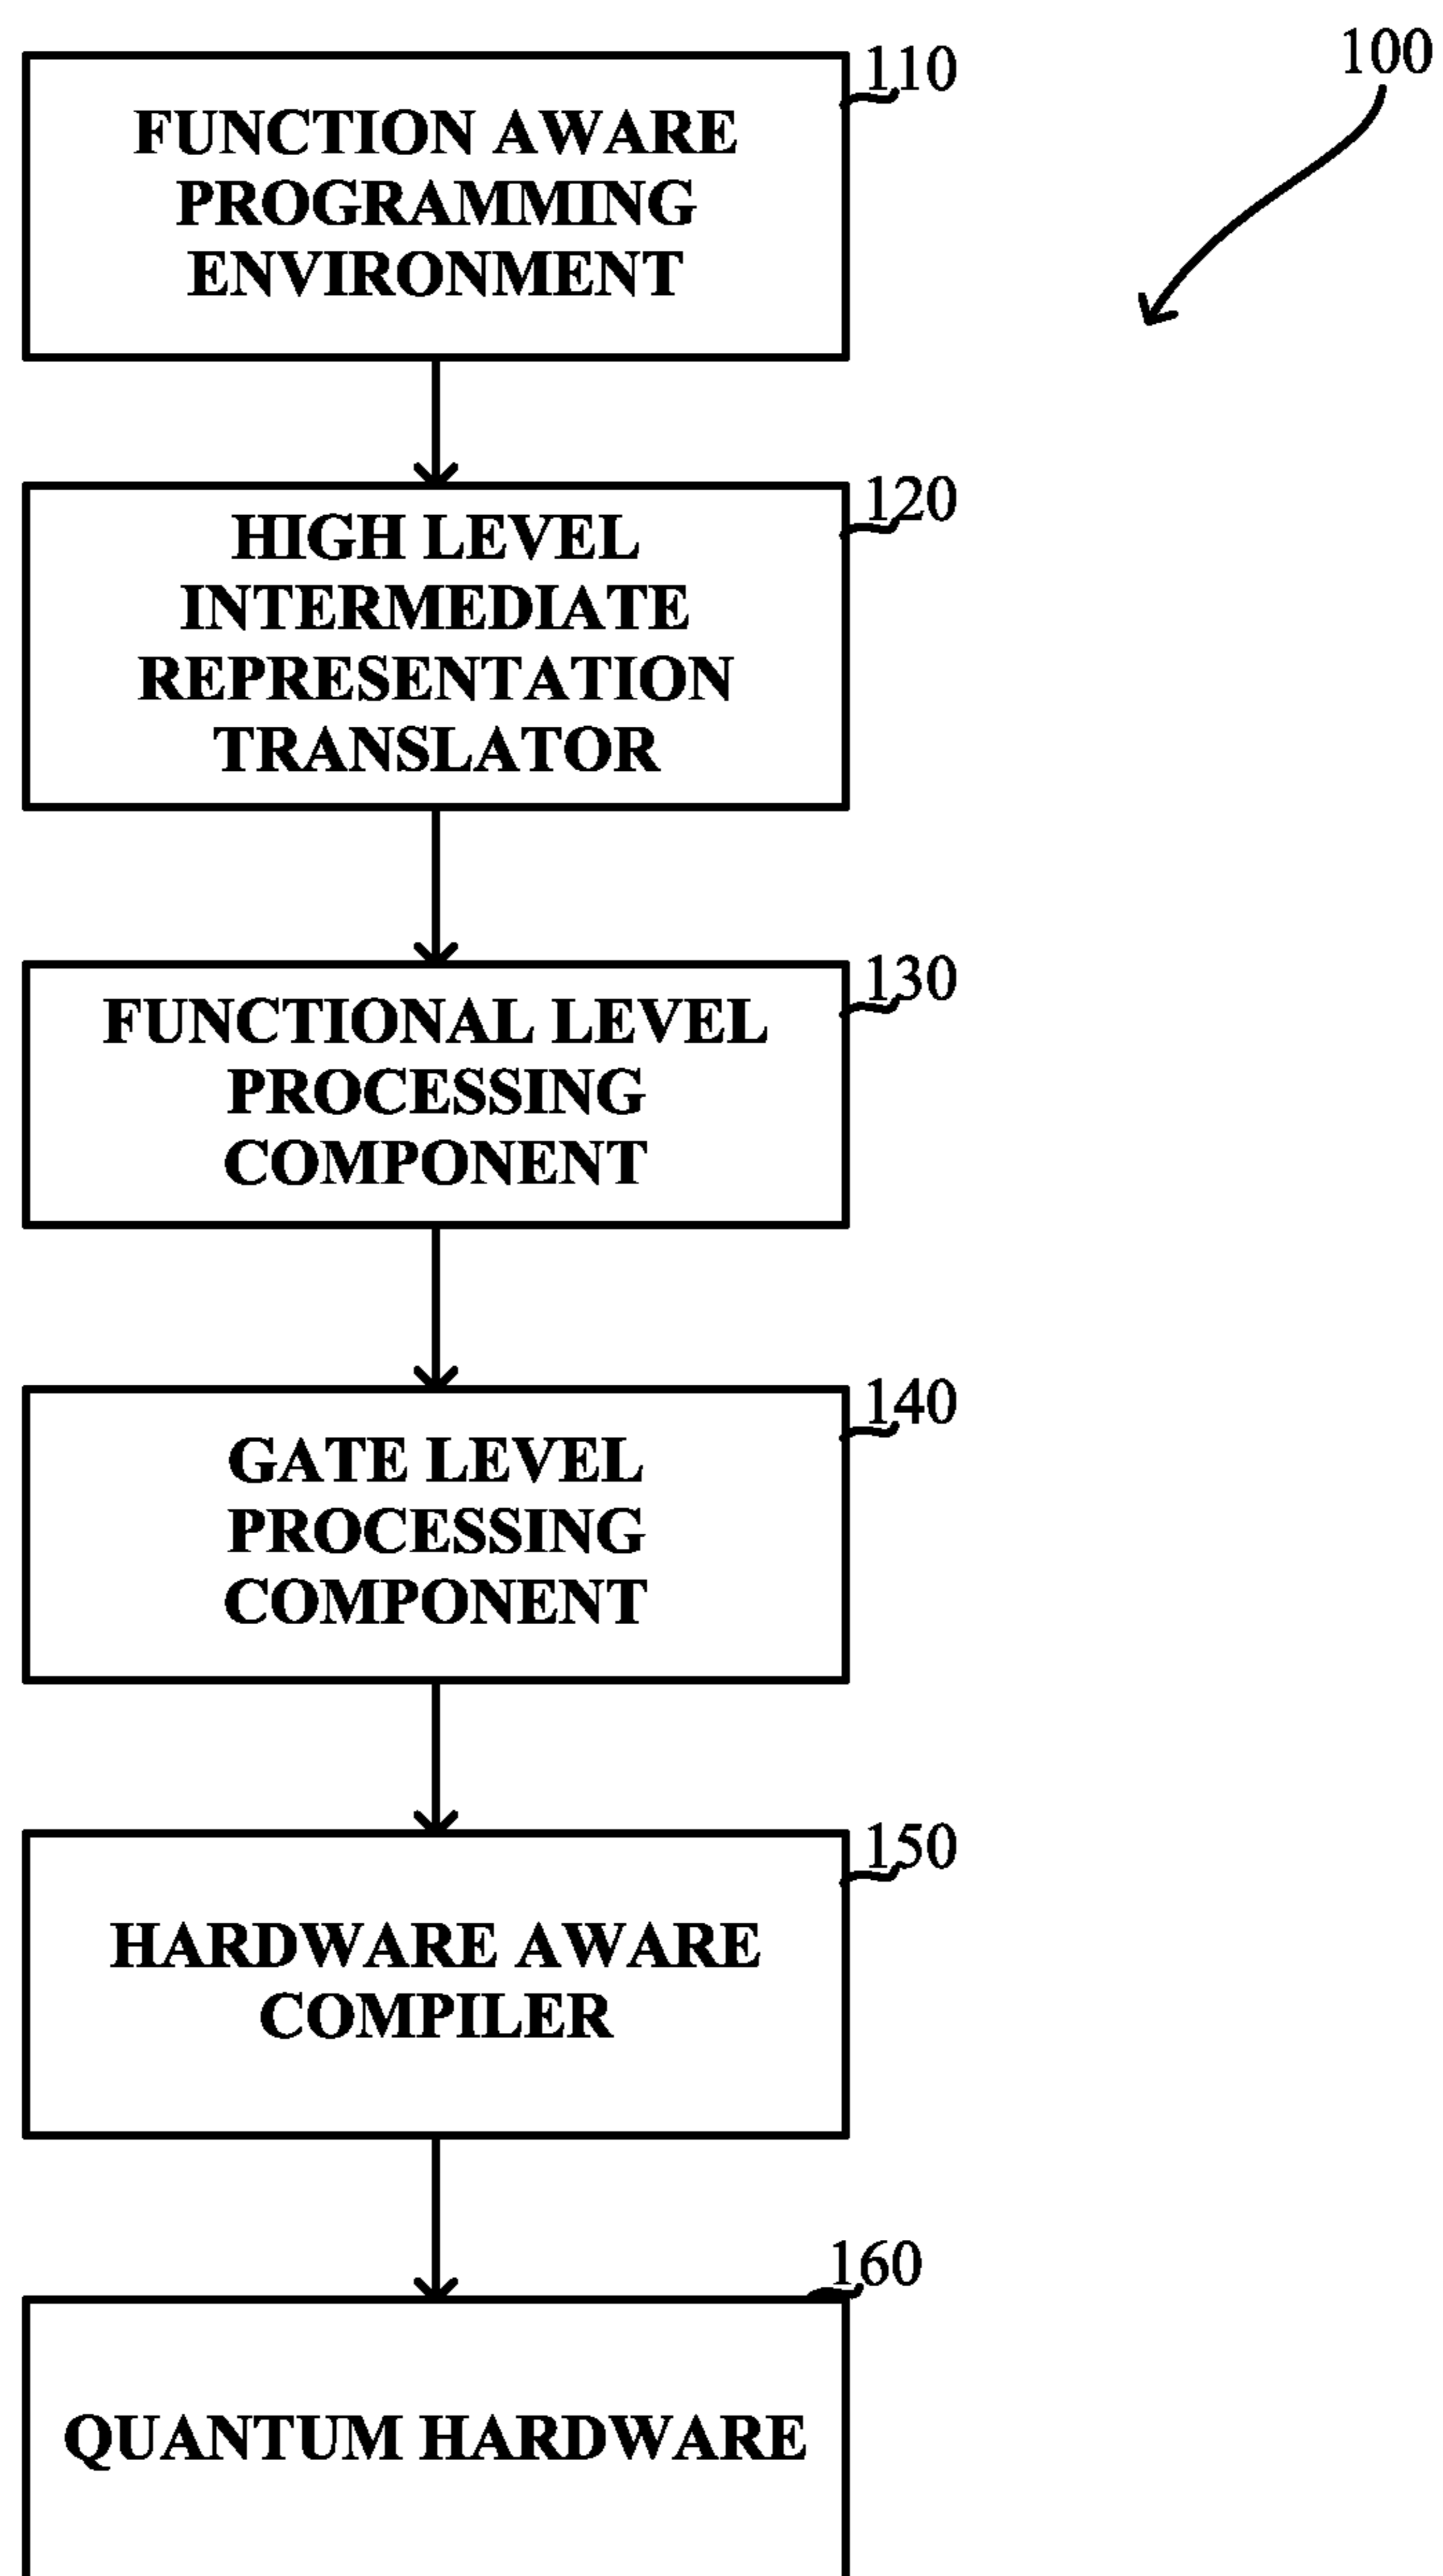 100
110
FUNCTION AWARE
PROGRAMMING
ENVIRONMENT
120
HIGH LEVEL
INTERMEDIATE
REPRESENTATION
TRANSLATOR
130
FUNCTIONAL LEVEL
PROCESSING
COMPONENT
140
GATE LEVEL
PROCESSING
COMPONENT
150
HARDWARE AWARE
COMPILER
160
QUANTUM HARDWARE